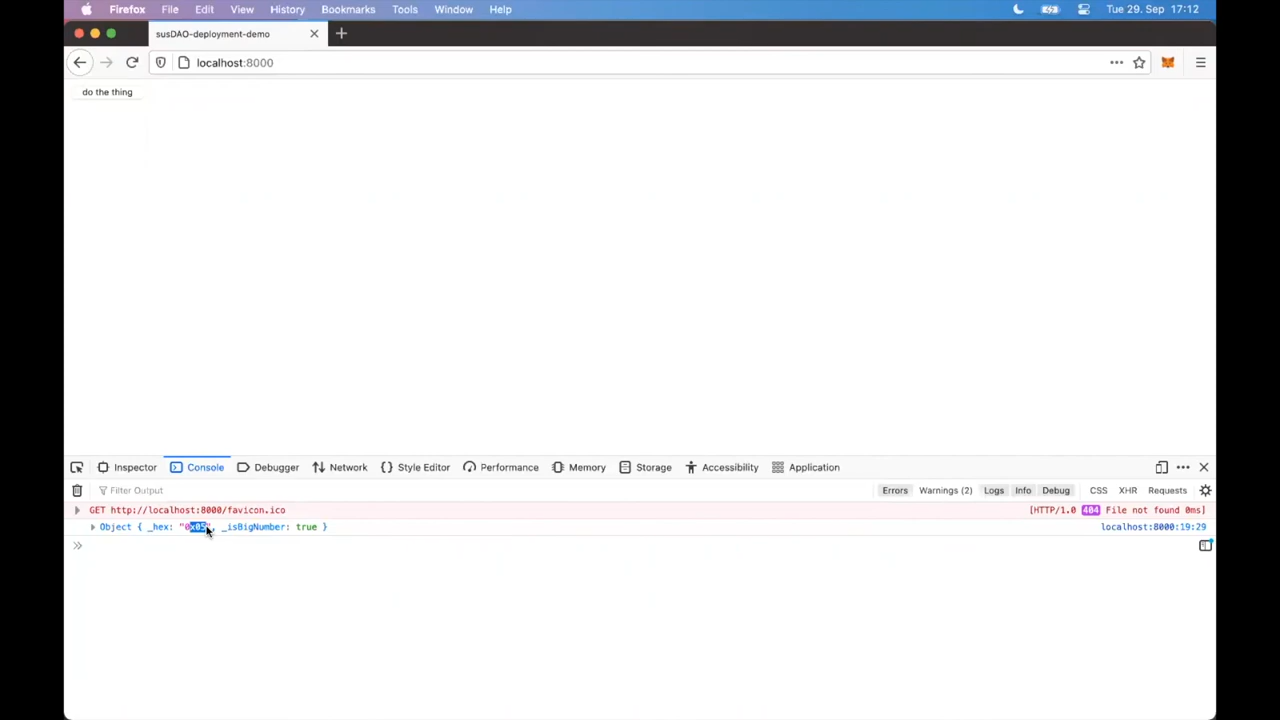 Firefox File Edit View History Bookmarks Tools Window Help Tue 29. Sep 17:12
susDAO-deployment-demo
localhost:8000
do the thing
Inspector Console Debugger Network Style Editor Performance Memory Storage Accessibility Application
Filter Output Errors Warnings (2) Logs Info Debug CSS XHR Requests
GET http://localhost:8000/favicon.ico [HTTP/1.0 404 File not found 0ms]
Object { _hex: "0x05", _isBigNumber: true } localhost:8000:19:29